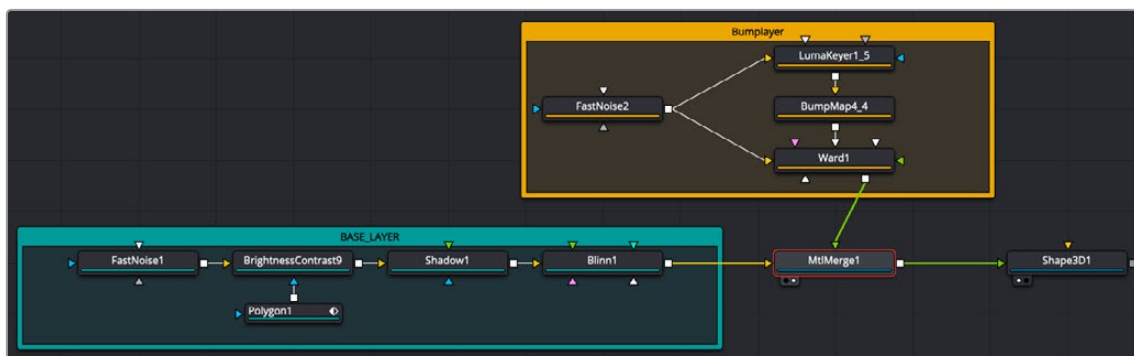 Bumplayer
LumaKeyer1_5
FastNoise2
BumpMap4_4
Ward1
BASE_LAYER
FastNoise1
BrightnessContrast9
Shadow1
Blinn1
MtlMerge1
Shape3D1
Polygon1